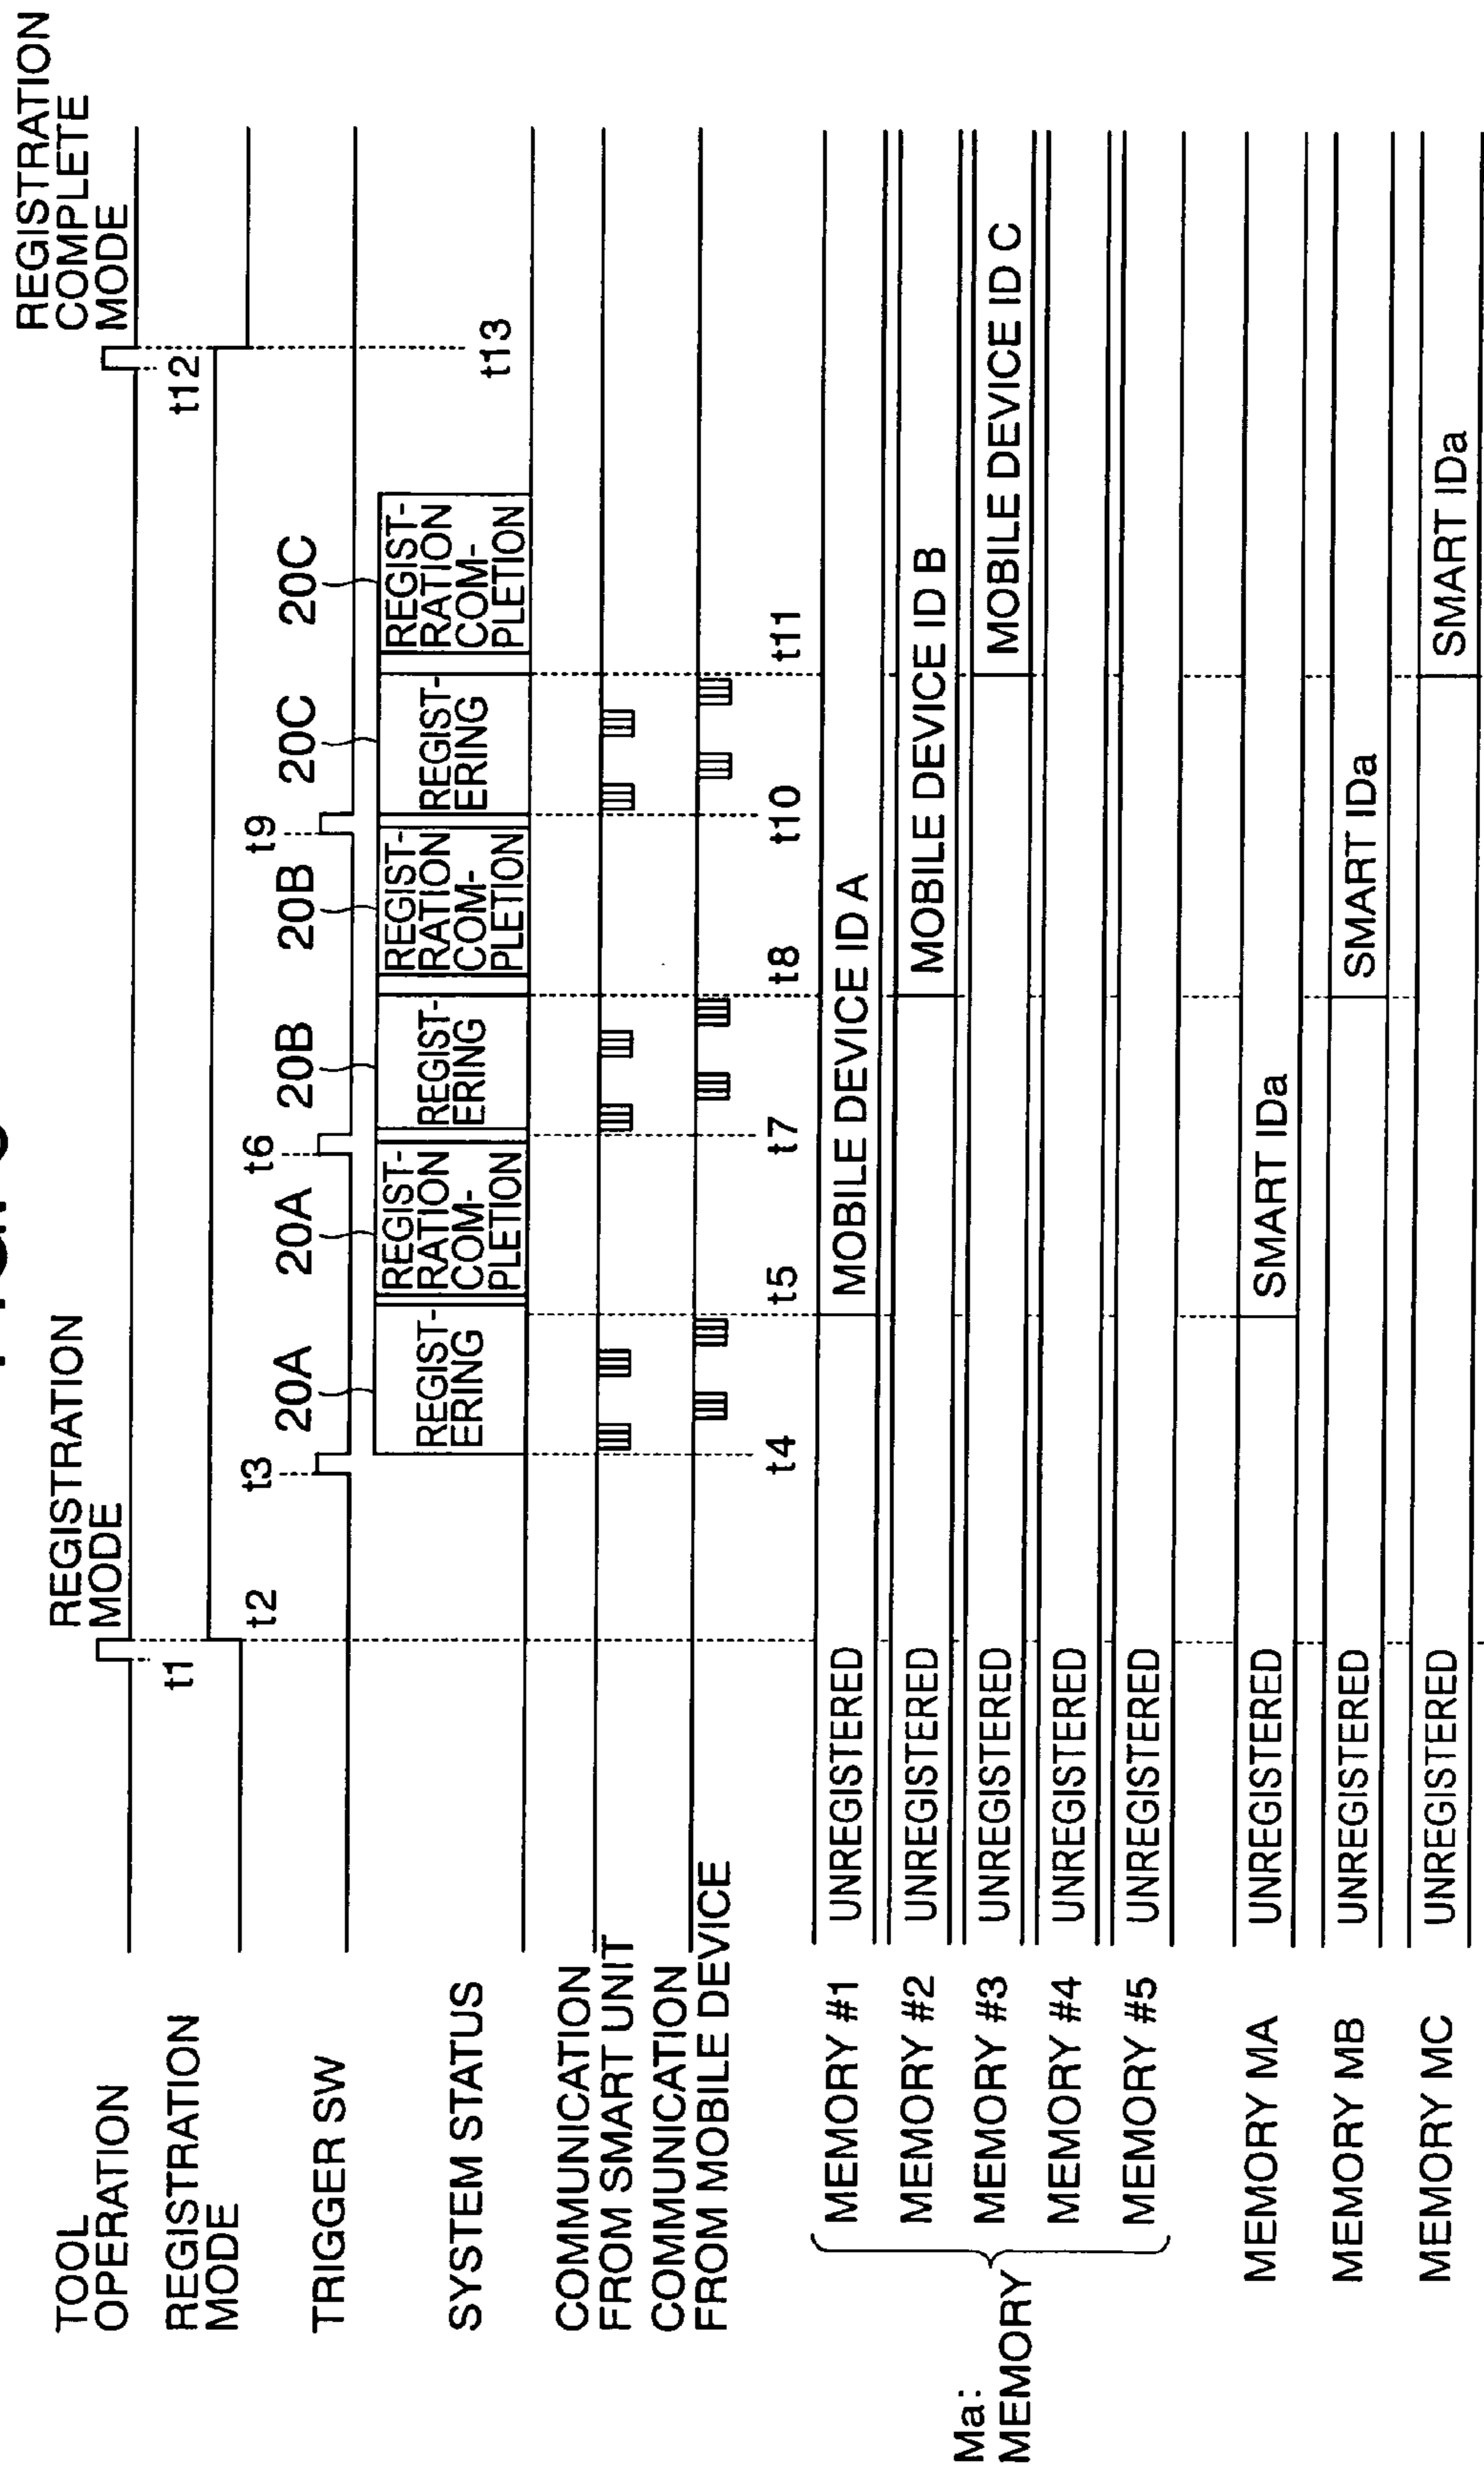 REGISTRATION
MODE
REGISTRATION
COMPLETE
MODE
TOOL
OPERATION
t1
t12
REGISTRATION
MODE
t2
t3
t6
t9
TRIGGER SW
20A
20A
20B
20B
20C
20C
SYSTEM STATUS
REGIST-
ERING
REGIST-
RATION
COM-
PLETION
REGIST-
ERING
REGIST-
RATION
COM-
PLETION
REGIST-
ERING
REGIST-
RATION
COM-
PLETION
t13
COMMUNICATION
FROM SMART UNIT
COMMUNICATION
FROM MOBILE DEVICE
t4
t5
t7
t8
t10
t11
Ma:
MEMORY
MEMORY #1
UNREGISTERED
MOBILE DEVICE ID A
MEMORY #2
UNREGISTERED
MOBILE DEVICE ID B
MEMORY #3
UNREGISTERED
MOBILE DEVICE ID C
MEMORY #4
UNREGISTERED
MEMORY #5
UNREGISTERED
MEMORY MA
UNREGISTERED
SMART IDa
MEMORY MB
UNREGISTERED
SMART IDa
MEMORY MC
UNREGISTERED
SMART IDa